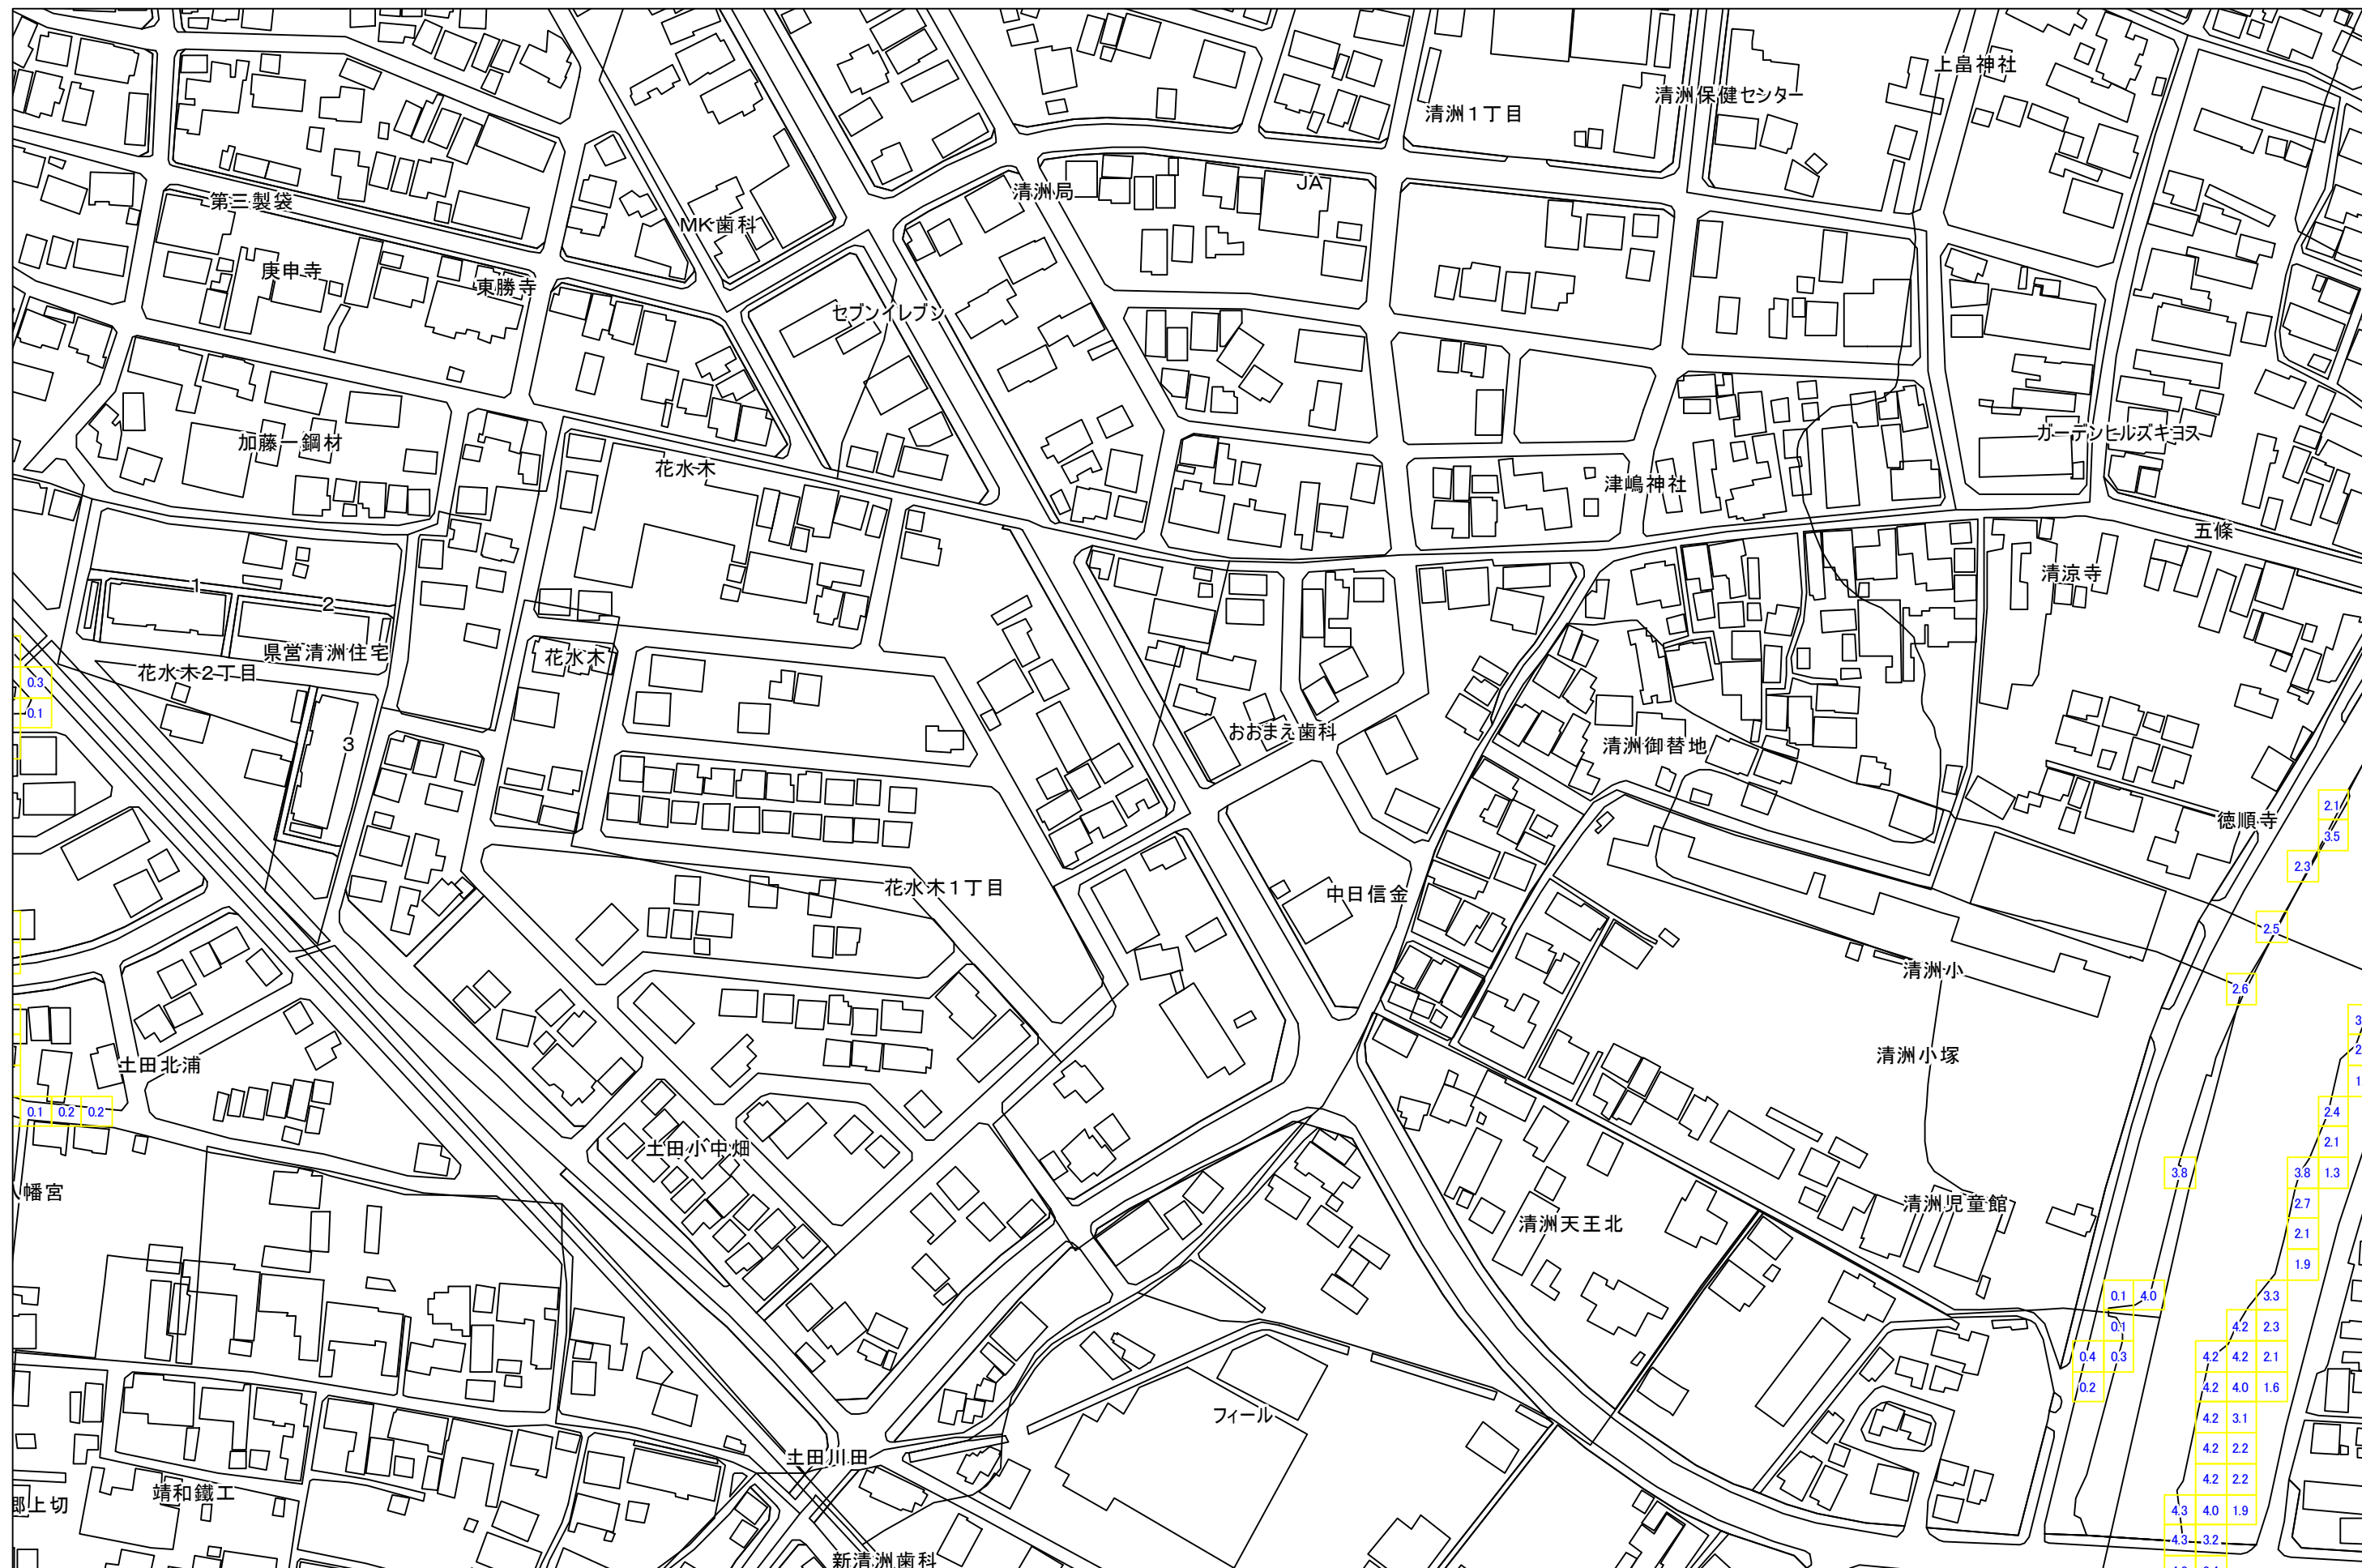 上畠神社
清洲保健センター
清洲１丁目
清洲局
JA
第三製袋
MK歯科
庚申寺
東勝寺
セブンイレブン
加藤一鋼材
花水木
津嶋神社
ガーデンヒルズキヨス
五條
清涼寺
1
2
県営清洲住宅
花水木
花水木２丁目
0.3
0.1
3
おおまえ歯科
清洲御替地
2.1
徳順寺
3.5
2.3
花水木１丁目
中日信金
2.5
清洲小
2.6
清洲小塚
土田北浦
0.1 0.2 0.2
2.4
土田小中畑
2.1
3.8
3.8 1.3
幡宮
清洲児童館
2.7
清洲天王北
2.1
1.9
0.1 4.0
3.3
0.1
4.2 2.3
0.4 0.3
4.2 4.2 2.1
0.2
4.2 4.0 1.6
フィール
4.2 3.1
土田川田
4.2 2.2
4.2 2.2
靖和鐵工
郷上切
4.3 4.0 1.9
4.3 3.2
新清洲歯科